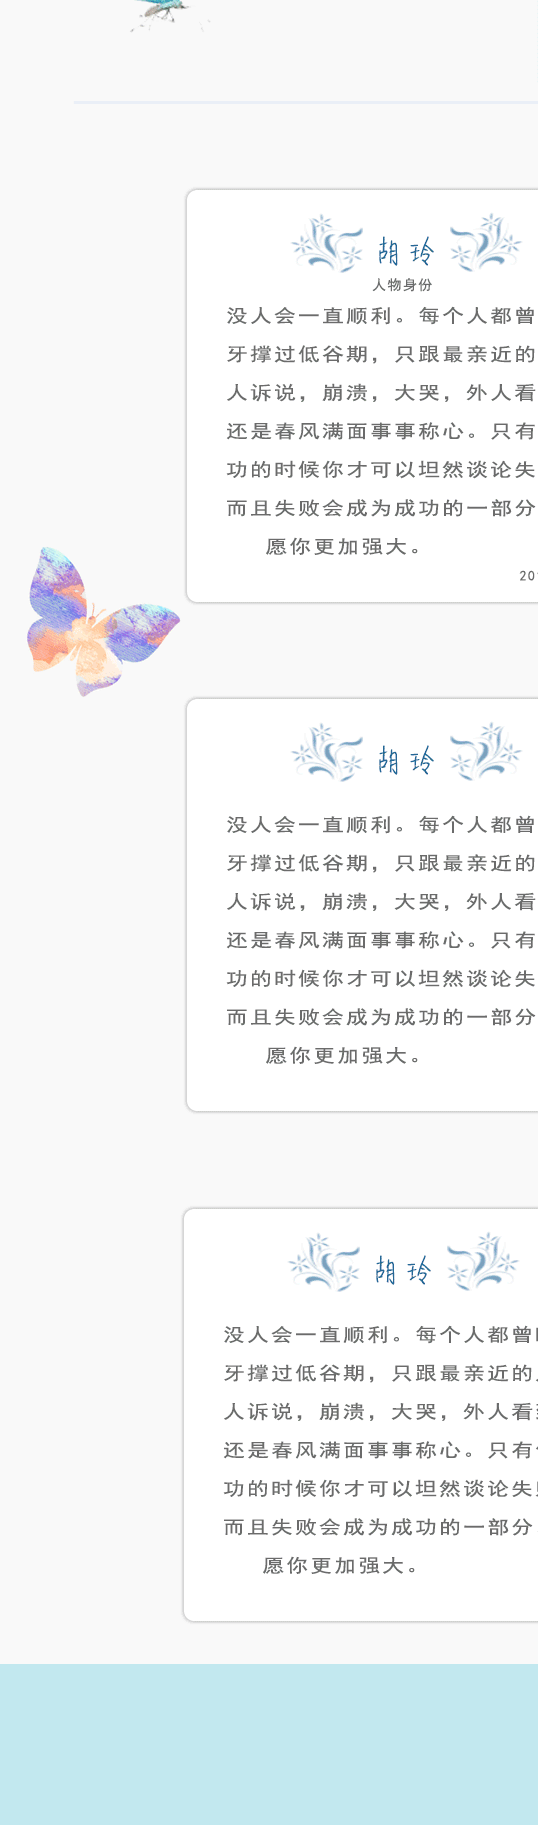 胡玲
人物身份
没人会一直顺利。每个人都曾
牙撑过低谷期，只跟最亲近的
人诉说，崩溃，大哭，外人看
还是春风满面事事称心。只有
功的时候你才可以坦然谈论失
而且失败会成为成功的一部分
愿你更加强大。
20
胡玲
没人会一直顺利。每个人都曾
牙撑过低谷期，只跟最亲近的
人诉说，崩溃，大哭，外人看
还是春风满面事事称心。只有
功的时候你才可以坦然谈论失
而且失败会成为成功的一部分
愿你更加强大。
胡玲
没人会一直顺利。每个人都曾
牙撑过低谷期，只跟最亲近的
人诉说，崩溃，大哭，外人看
还是春风满面事事称心。只有
功的时候你才可以坦然谈论失
而且失败会成为成功的一部分
愿你更加强大。